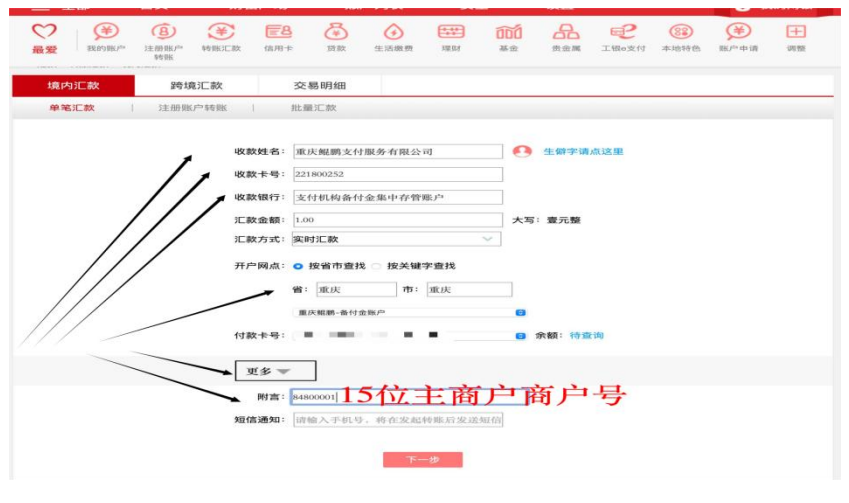 最爱 我的账户 注册账户转账 转账汇款 信用卡 贷款 生活缴费 理财 基金 贵金属 工银e支付 本地特色 账户申请 调整
境内汇款 跨境汇款 交易明细
单笔汇款 | 注册账户转账 | 批量汇款
收款姓名: 重庆鲲鹏支付服务有限公司 生僻字请点这里
收款卡号: 221800252
收款银行: 支付机构备付金集中存管账户
汇款金额: 1.00 大写: 壹元整
汇款方式: 实时汇款
开户网点: 按省市查找 按关键字查找
省: 重庆 市: 重庆
重庆鲲鹏-备付金账户
付款卡号: 余额: 待查询
更多
附言: 84800001 15位主商户商户号
短信通知: 请输入手机号，将在发起转账后发送短信
下一步